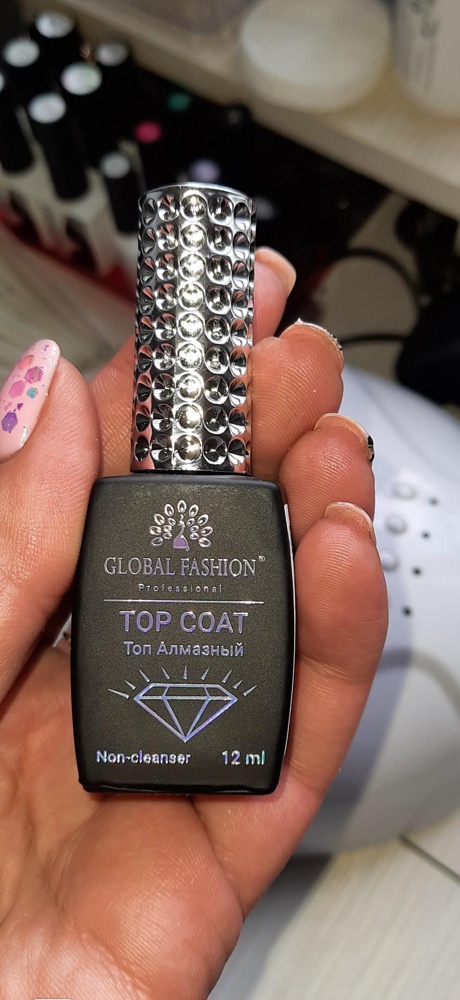 GLOBAL FASHION®
Professional
TOP COAT
Топ Алмазный
Non-cleanser 12 ml